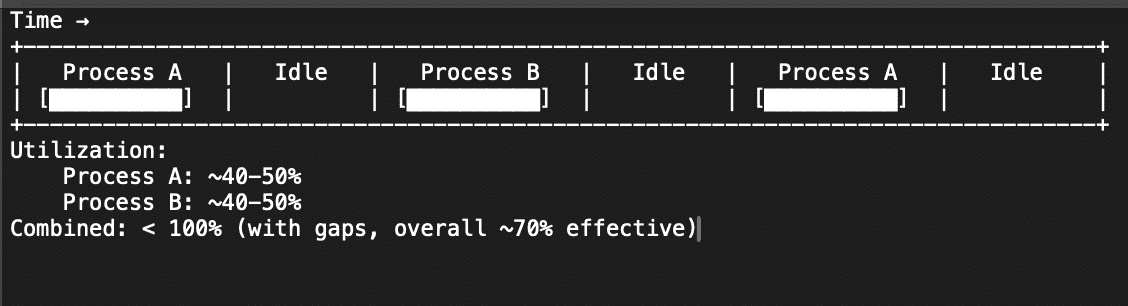 Time →
+---------------------------------------------------------------------------------+
|   Process A   |   Idle   |   Process B   |   Idle   |   Process A   |   Idle    |
| [██████████]  |          | [██████████]  |          | [██████████]  |           |
+---------------------------------------------------------------------------------+
Utilization:
    Process A: ~40-50%
    Process B: ~40-50%
Combined: < 100% (with gaps, overall ~70% effective)